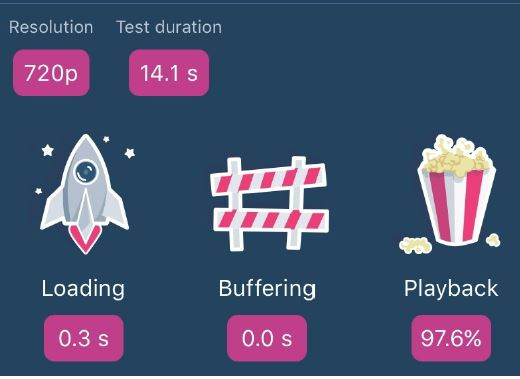 Resolution Test duration
720p 14.1 s
Loading Buffering Playback
0.3 s 0.0 s 97.6%